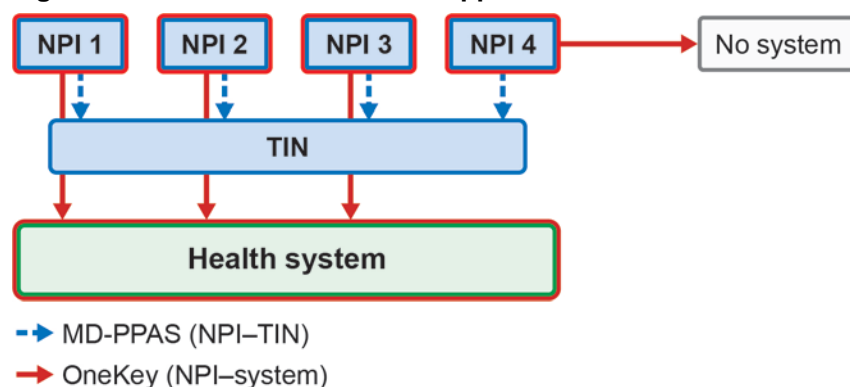 NPI 1 NPI 2 NPI 3 NPI 4 No system
TIN
Health system
MD-PPAS (NPI–TIN)
OneKey (NPI–system)